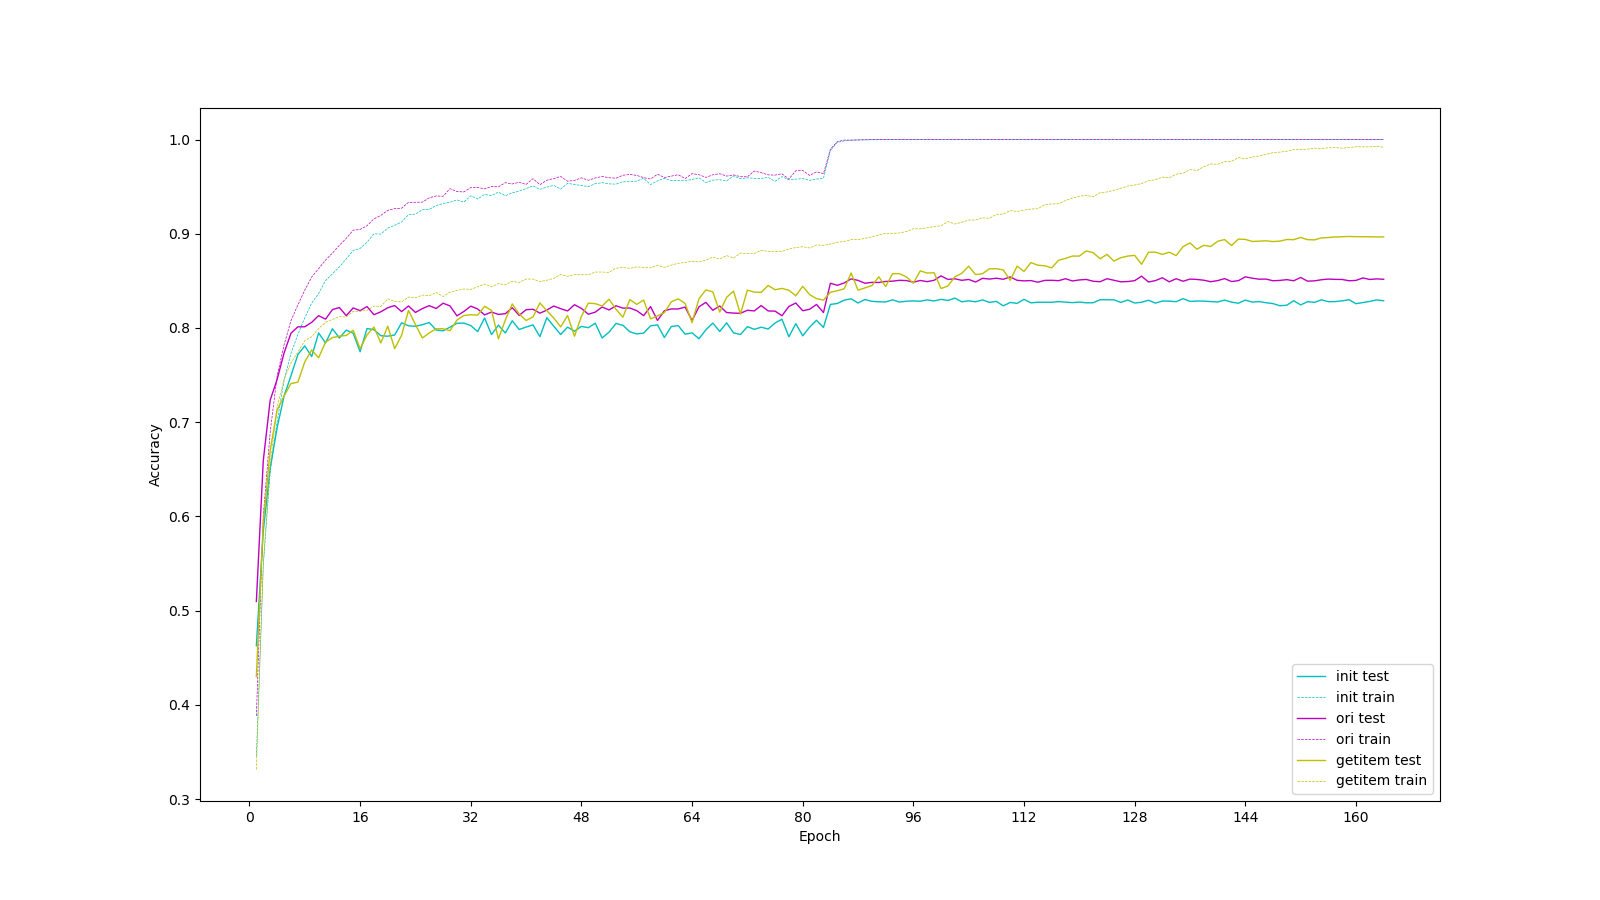 1.0
0.9
0.8
0.7
0.6
0.5
0.4
0.3
Accuracy
0 16 32 48 64 80 96 112 128 144 160
Epoch
init test
init train
ori test
ori train
getitem test
getitem train